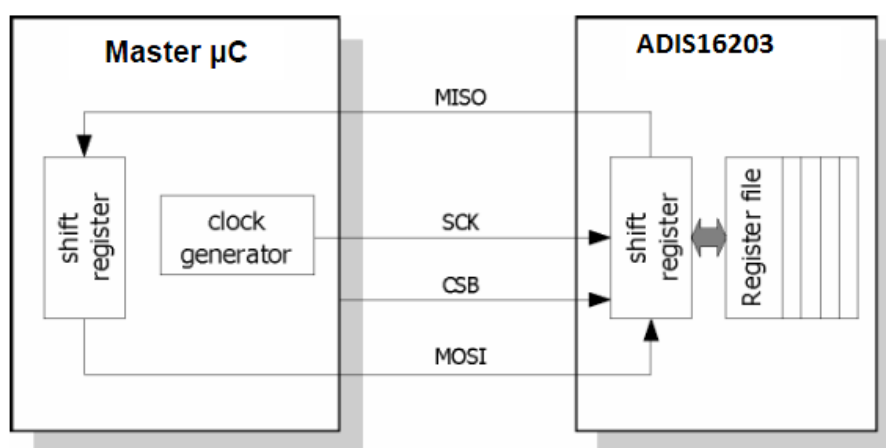 Master µC
ADIS16203
MISO
shift
register
clock
generator
SCK
CSB
MOSI
shift
register
Register file